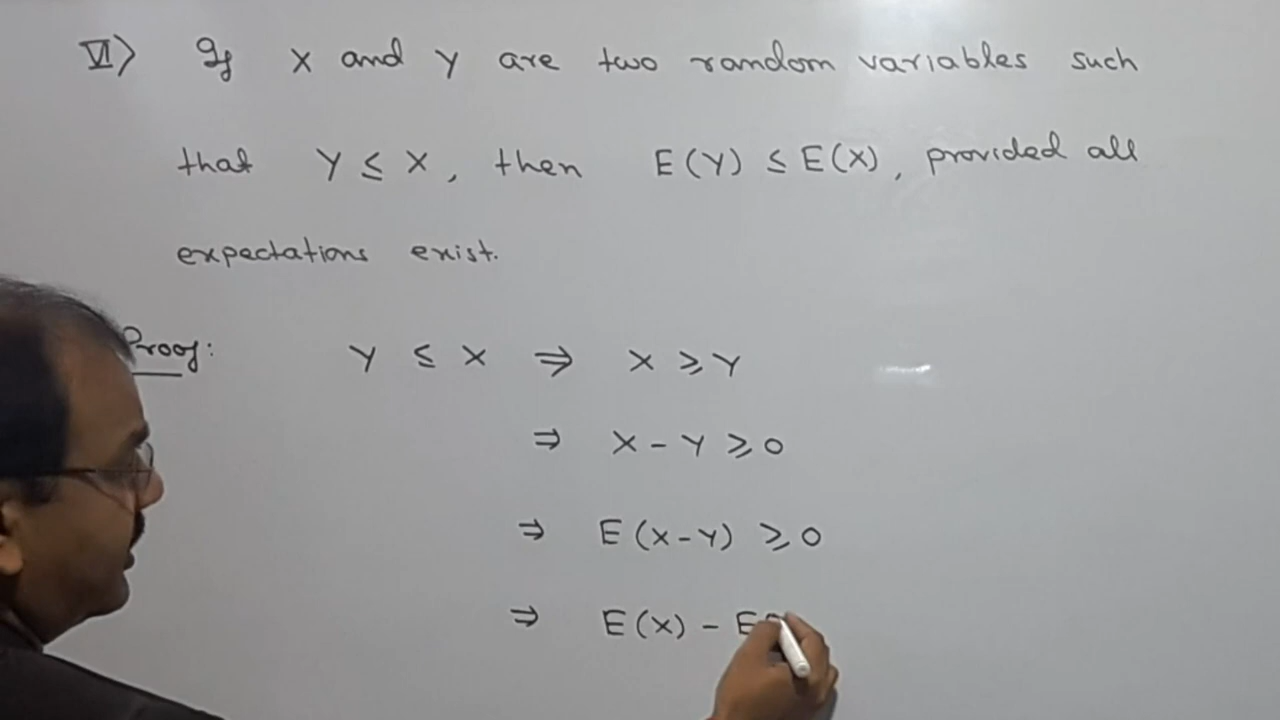 VI) If X and Y are two random variables such
that Y ≤ X, then E(Y) ≤ E(X), provided all
expectations exist.
Proof: Y ≤ X ⇒ X ≥ Y
⇒ X - Y ≥ 0
⇒ E(X-Y) ≥ 0
⇒ E(X) - E